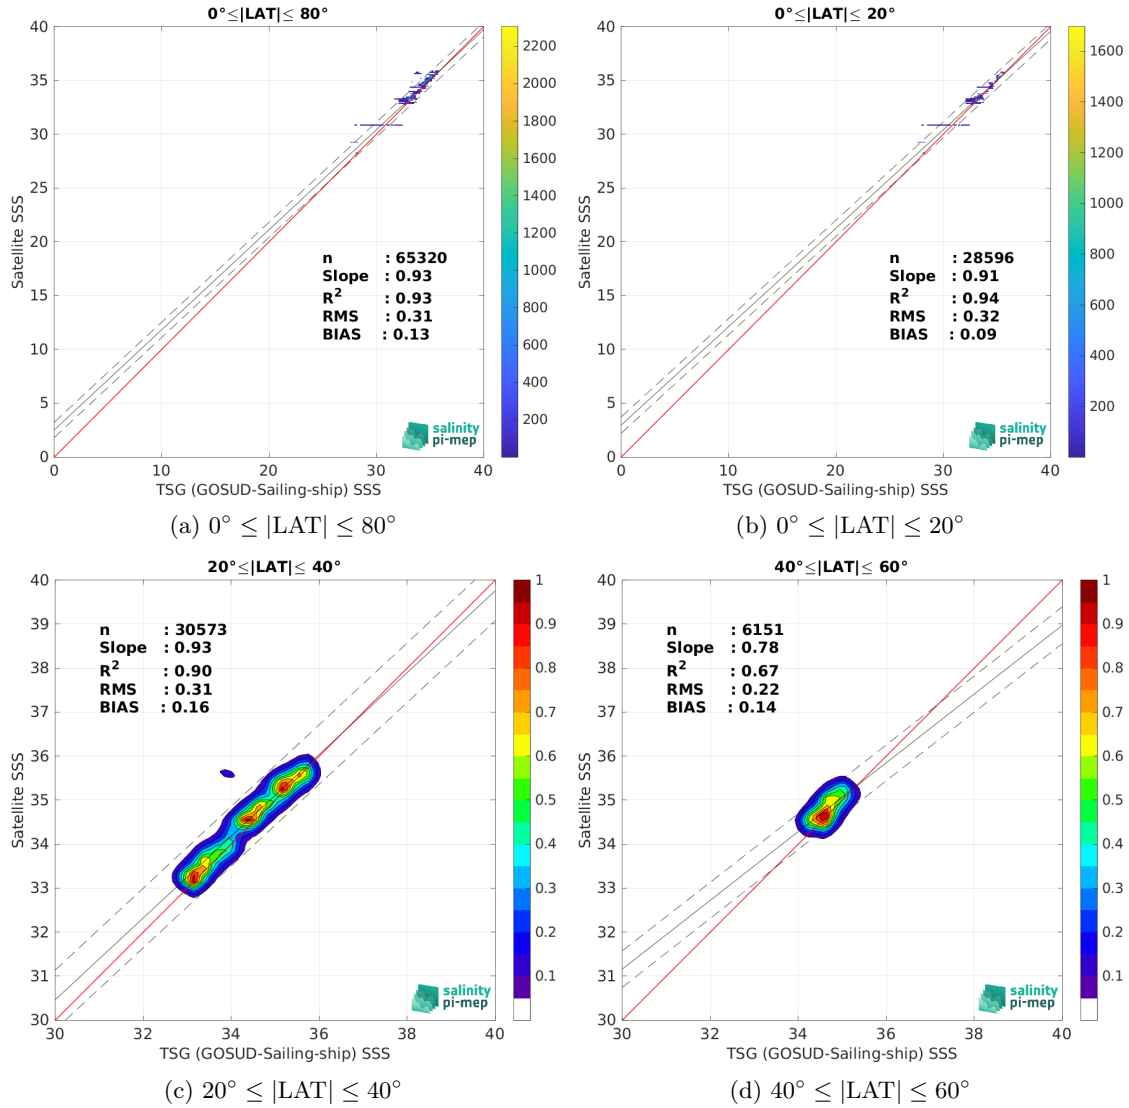 0°≤|LAT|≤ 80°
Satellite SSS
40
35
30
25
20
15
10
5
0
0 10 20 30 40
TSG (GOSUD-Sailing-ship) SSS
n : 65320
Slope : 0.93
R² : 0.93
RMS : 0.31
BIAS : 0.13
salinity
pi-mep
2200
2000
1800
1600
1400
1200
1000
800
600
400
200
(a) 0° ≤ |LAT| ≤ 80°
0°≤|LAT|≤ 20°
Satellite SSS
40
35
30
25
20
15
10
5
0
0 10 20 30 40
TSG (GOSUD-Sailing-ship) SSS
n : 28596
Slope : 0.91
R² : 0.94
RMS : 0.32
BIAS : 0.09
salinity
pi-mep
1600
1400
1200
1000
800
600
400
200
(b) 0° ≤ |LAT| ≤ 20°
20°≤|LAT|≤ 40°
Satellite SSS
40
39
38
37
36
35
34
33
32
31
30
30 32 34 36 38 40
TSG (GOSUD-Sailing-ship) SSS
n : 30573
Slope : 0.93
R² : 0.90
RMS : 0.31
BIAS : 0.16
salinity
pi-mep
1
0.9
0.8
0.7
0.6
0.5
0.4
0.3
0.2
0.1
(c) 20° ≤ |LAT| ≤ 40°
40°≤|LAT|≤ 60°
Satellite SSS
40
39
38
37
36
35
34
33
32
31
30
30 32 34 36 38 40
TSG (GOSUD-Sailing-ship) SSS
n : 6151
Slope : 0.78
R² : 0.67
RMS : 0.22
BIAS : 0.14
salinity
pi-mep
1
0.9
0.8
0.7
0.6
0.5
0.4
0.3
0.2
0.1
(d) 40° ≤ |LAT| ≤ 60°